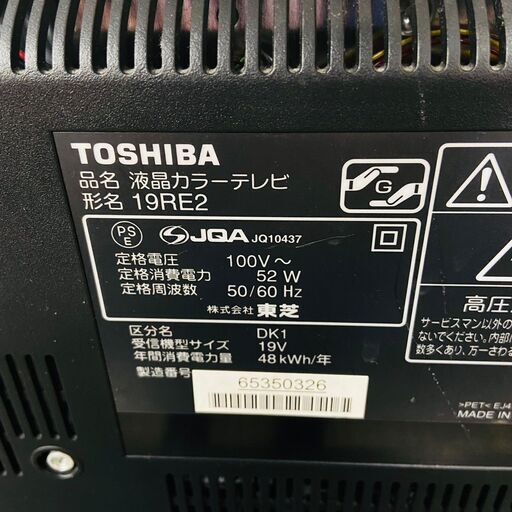 TOSHIBA
品名 液晶カラーテレビ
形名 19RE2
G
PS
E
JQA JQ10437
定格電圧 100V～
定格消費電力 52 W
定格周波数 50/60 Hz
株式会社 東芝
区分名 DK1
受信機型サイズ 19V
年間消費電力量 48 kWh/年
製造番号
65350326
高圧
サービスマン以外の
ないでください。内部
数多くあり、万一さわる
>PET< EJ4
MADE IN